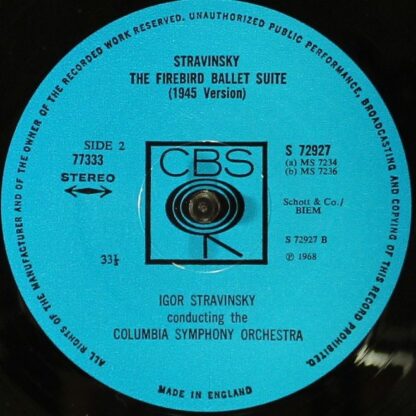 ALL RIGHTS OF THE MANUFACTURER AND OF THE OWNER OF THE RECORDED WORK RESERVED. UNAUTHORIZED PUBLIC PERFORMANCE, BROADCASTING AND COPYING OF THIS RECORD PROHIBITED.
STRAVINSKY
THE FIREBIRD BALLET SUITE
(1945 Version)
SIDE 2
77333
STEREO
33⅓
CBS
S 72927
(a) MS 7234
(b) MS 7236
Schott & Co./
BIEM
S 72927 B
℗ 1968
IGOR STRAVINSKY
conducting the
COLUMBIA SYMPHONY ORCHESTRA
MADE IN ENGLAND